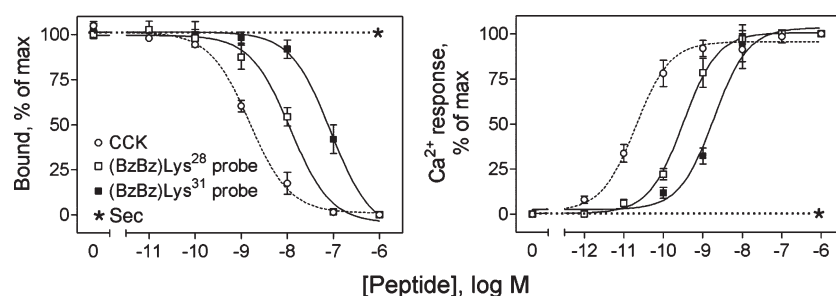 Bound, % of max
100
75
50
25
0
CCK
(BzBz)Lys²⁸ probe
(BzBz)Lys³¹ probe
Sec
0 -11 -10 -9 -8 -7 -6
Ca²⁺ response,
% of max
100
75
50
25
0
0 -12 -11 -10 -9 -8 -7 -6
[Peptide], log M